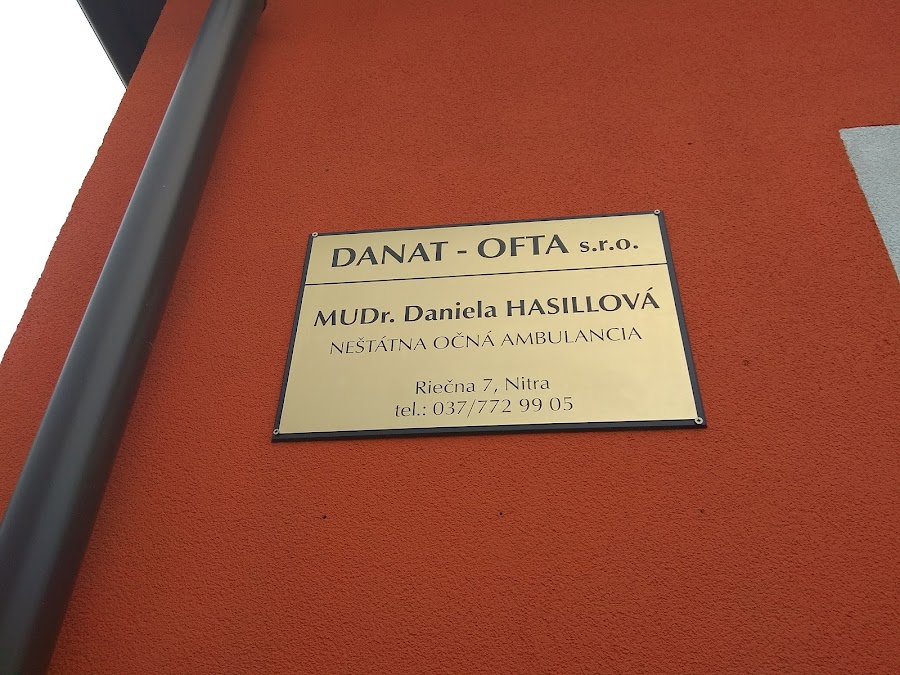 DANAT - OFTA s.r.o.
MUDr. Daniela HASILLOVÁ
NEŠTÁTNA OČNÁ AMBULANCIA
Riečna 7, Nitra
tel.: 037/772 99 05